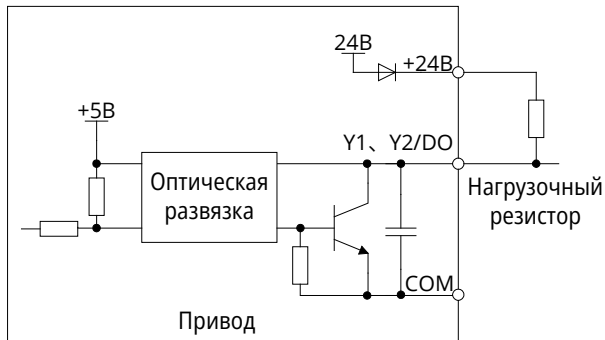 24В
+24В
+5В
Y1、Y2/DO
Оптическая
развязка
Нагрузочный
резистор
COM
Привод